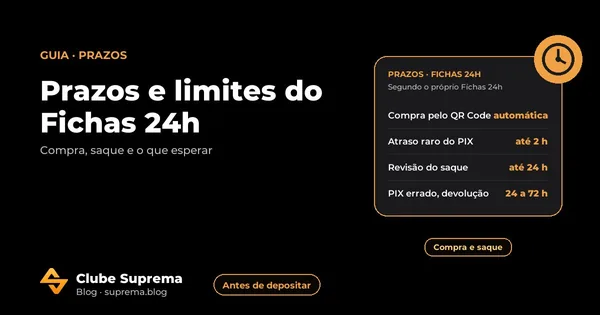 GUIA · PRAZOS
Prazos e limites do
Fichas 24h
Compra, saque e o que esperar
PRAZOS · FICHAS 24H
Segundo o próprio Fichas 24h
Compra pelo QR Code automática
Atraso raro do PIX até 2 h
Revisão do saque até 24 h
PIX errado, devolução 24 a 72 h
Compra e saque
Clube Suprema
Blog · suprema.blog
Antes de depositar